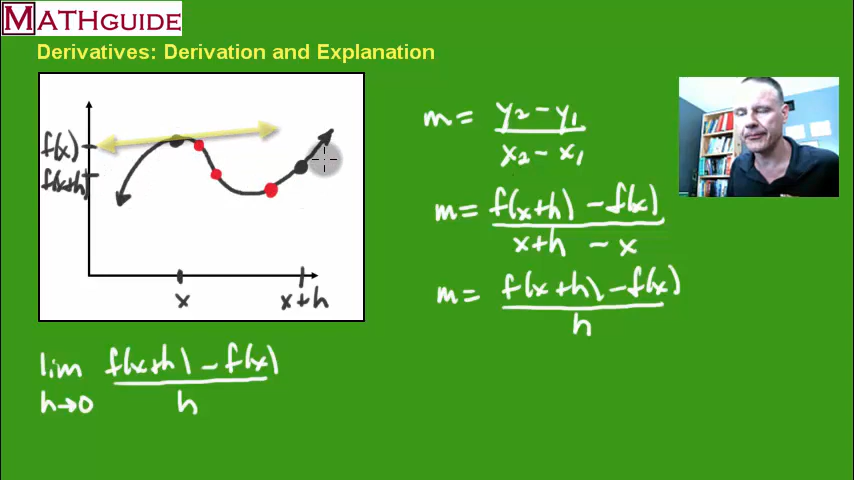 MATHGUIDE
Derivatives: Derivation and Explanation
f(x)
f(x+h)
x
x+h
m = y2 - y1
x2 - x1
m = f(x+h) - f(x)
x+h - x
m = f(x+h) - f(x)
h
lim f(x+h) - f(x)
h→0 h